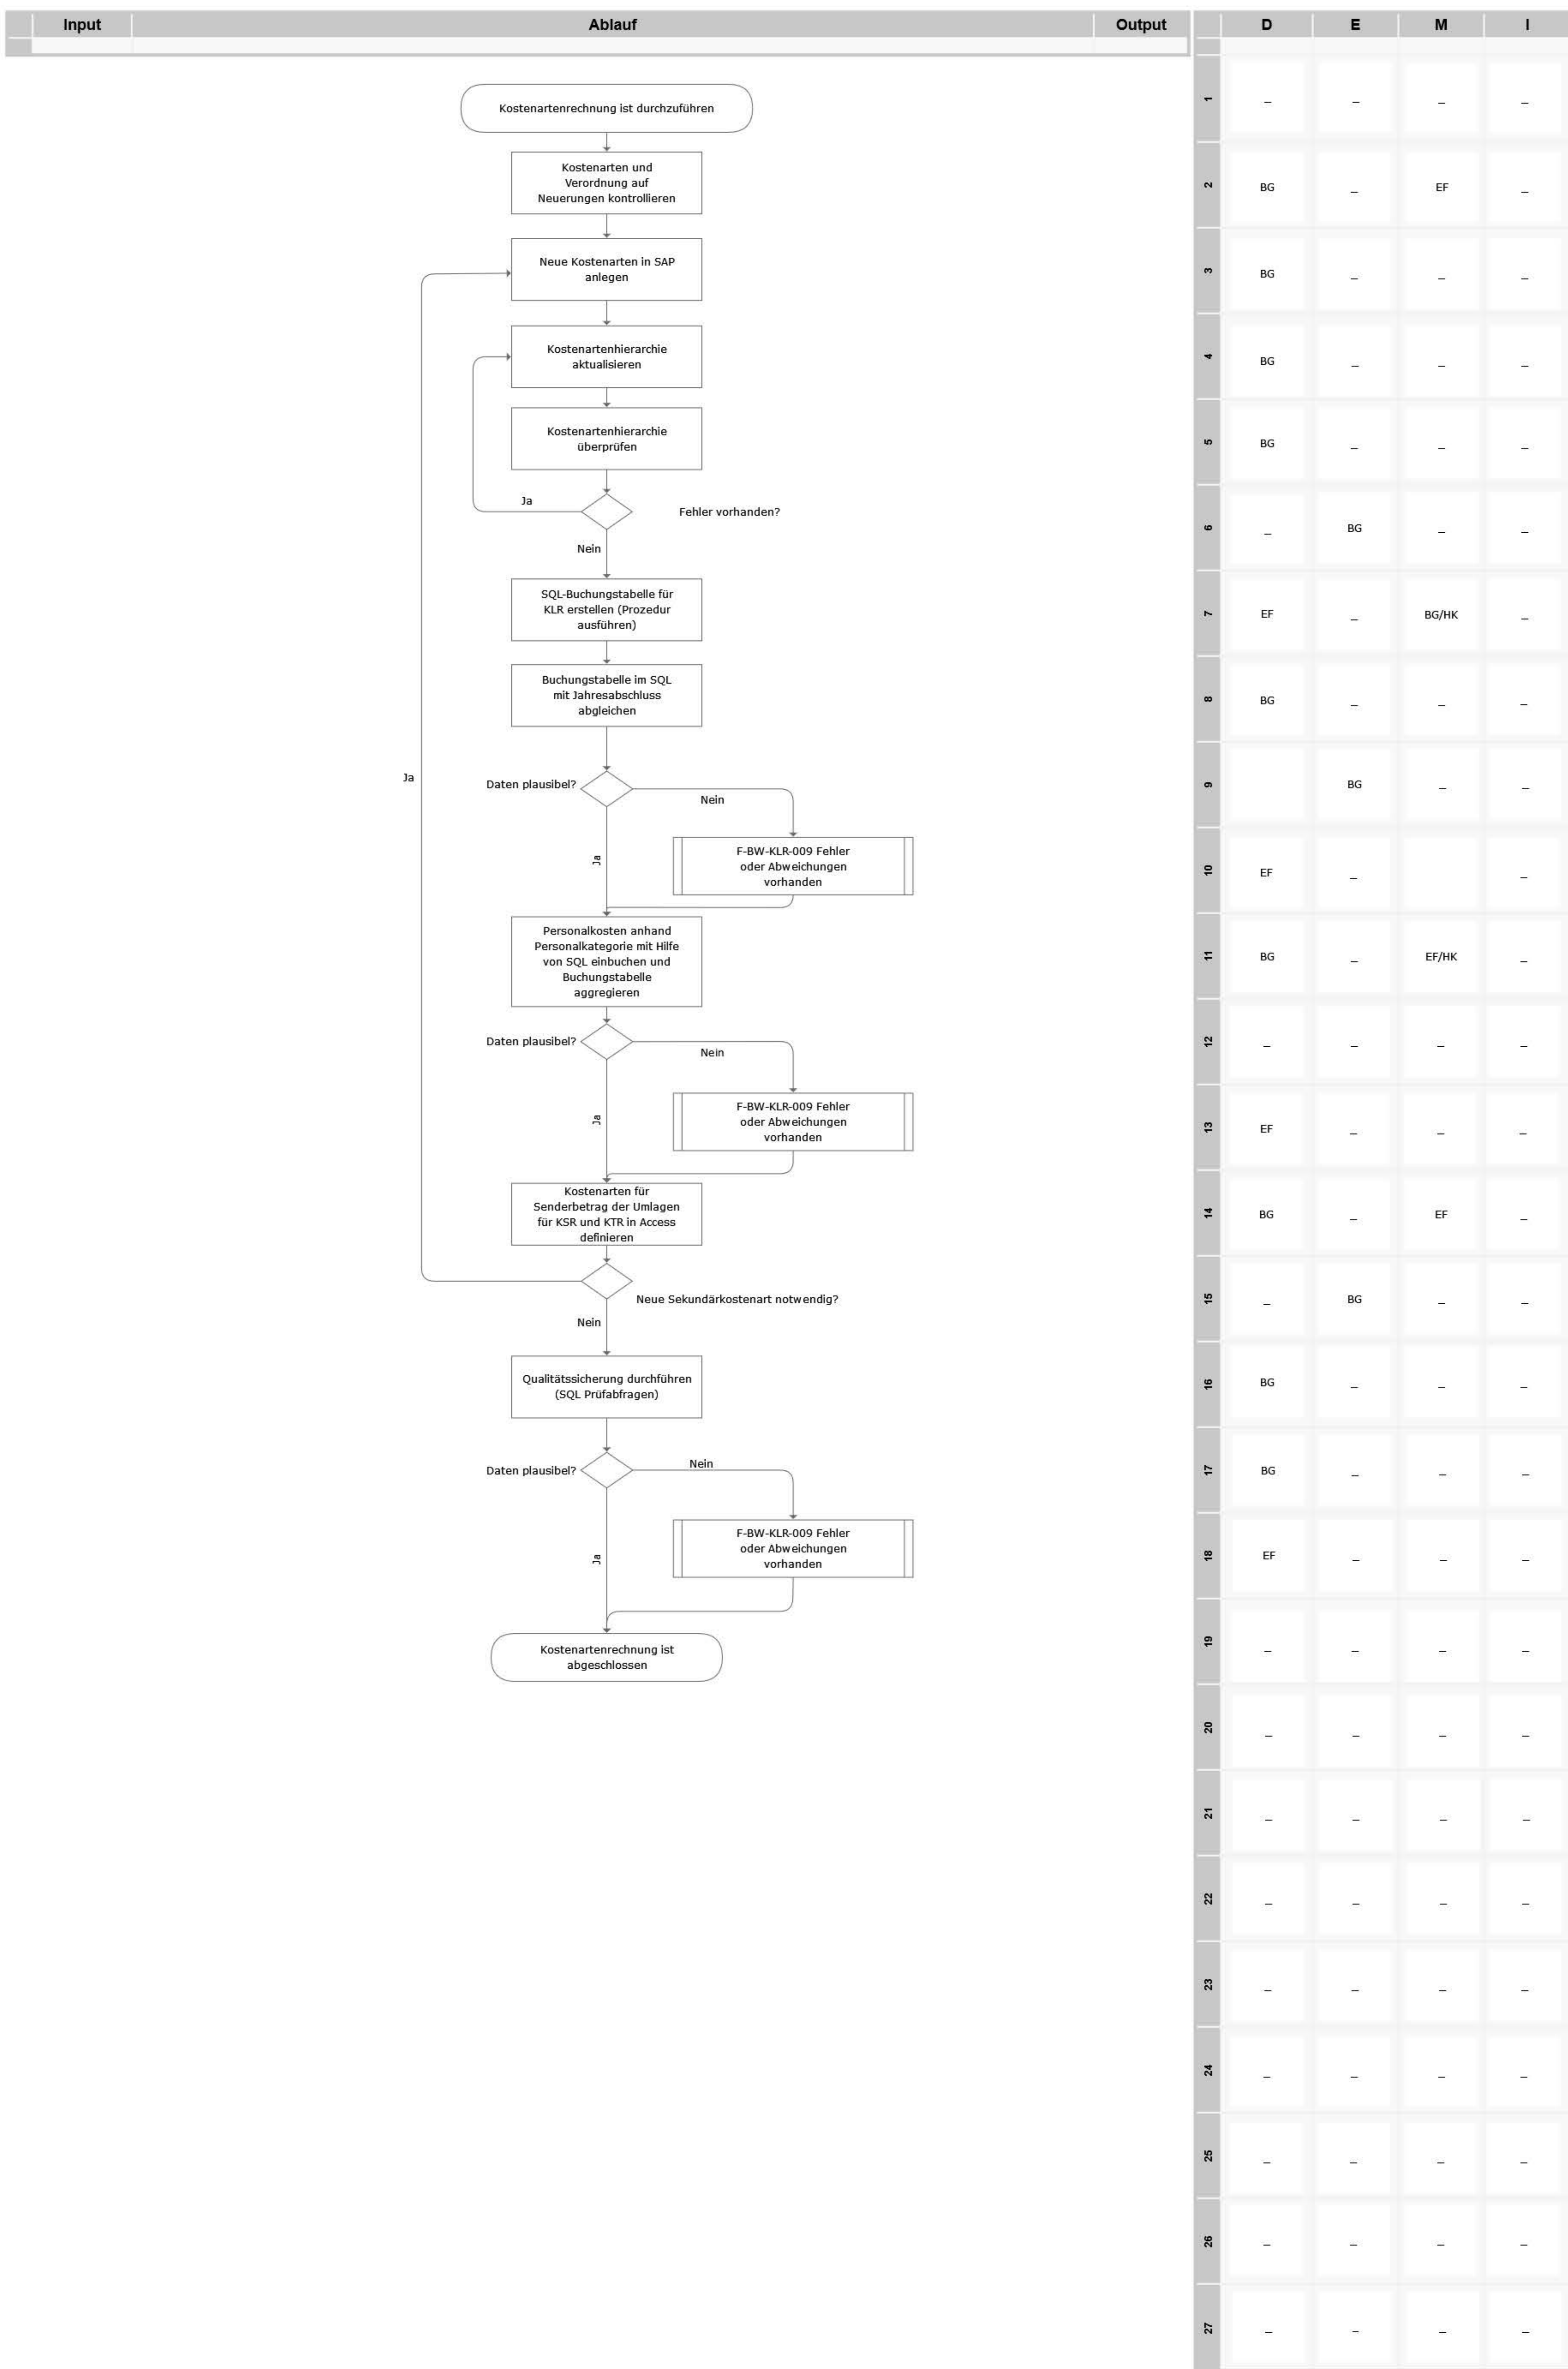 Input Ablauf Output D E M I
Kostenartenrechnung ist durchzuführen
1 _ _ _ _
Kostenarten und
Verordnung auf
Neuerungen kontrollieren
2 BG _ EF _
Neue Kostenarten in SAP
anlegen
3 BG _ _ _
Kostenartenhierarchie
aktualisieren
4 BG _ _ _
Kostenartenhierarchie
überprüfen
5 BG _ _ _
Ja
Fehler vorhanden?
Nein
6 _ BG _ _
SQL-Buchungstabelle für
KLR erstellen (Prozedur
ausführen)
7 EF _ BG/HK _
Buchungstabelle im SQL
mit Jahresabschluss
abgleichen
8 BG _ _ _
Ja
Daten plausibel?
Nein
9 BG _ _
Ja
F-BW-KLR-009 Fehler
oder Abweichungen
vorhanden
10 EF _ _
Personalkosten anhand
Personalkategorie mit Hilfe
von SQL einbuchen und
Buchungstabelle
aggregieren
11 BG _ EF/HK _
Daten plausibel?
Nein
12 _ _ _ _
Ja
F-BW-KLR-009 Fehler
oder Abweichungen
vorhanden
13 EF _ _ _
Kostenarten für
Senderbetrag der Umlagen
für KSR und KTR in Access
definieren
14 BG _ EF _
Neue Sekundärkostenart notwendig?
Nein
15 _ BG _ _
Qualitätssicherung durchführen
(SQL Prüfabfragen)
16 BG _ _ _
Daten plausibel?
Nein
17 BG _ _ _
Ja
F-BW-KLR-009 Fehler
oder Abweichungen
vorhanden
18 EF _ _ _
Kostenartenrechnung ist
abgeschlossen
19 _ _ _ _
20 _ _ _ _
21 _ _ _ _
22 _ _ _ _
23 _ _ _ _
24 _ _ _ _
25 _ _ _ _
26 _ _ _ _
27 _ _ _ _